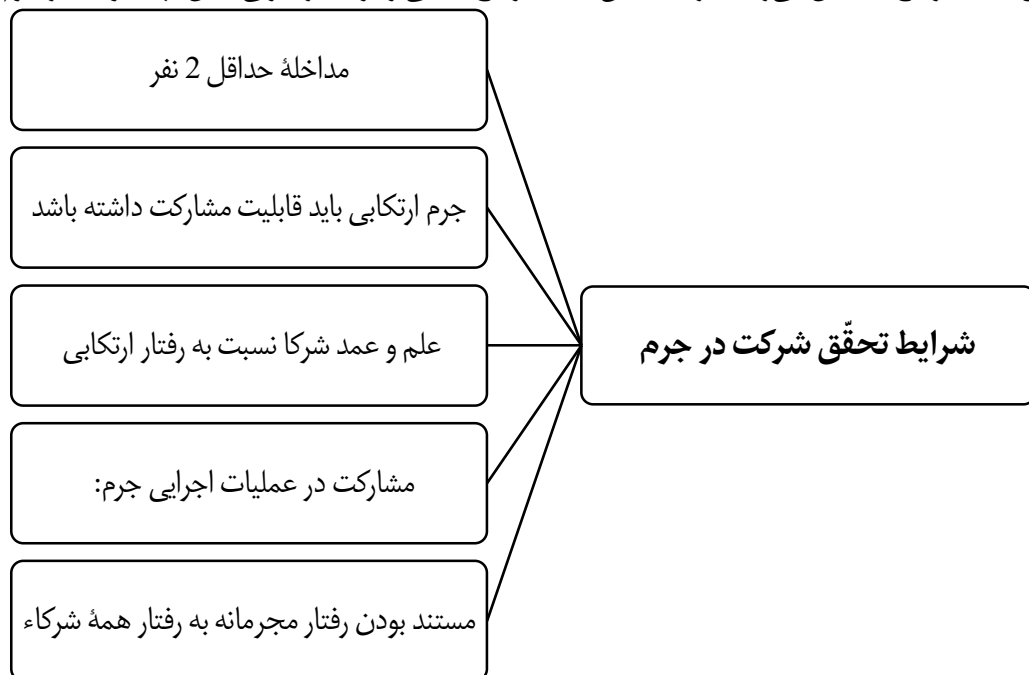 شرایط تحقّق شرکت در جرم
مداخلهٔ حداقل 2 نفر
جرم ارتکابی باید قابلیت مشارکت داشته باشد
علم و عمد شرکا نسبت به رفتار ارتکابی
مشارکت در عملیات اجرایی جرم:
مستند بودن رفتار مجرمانه به رفتار همهٔ شرکاء